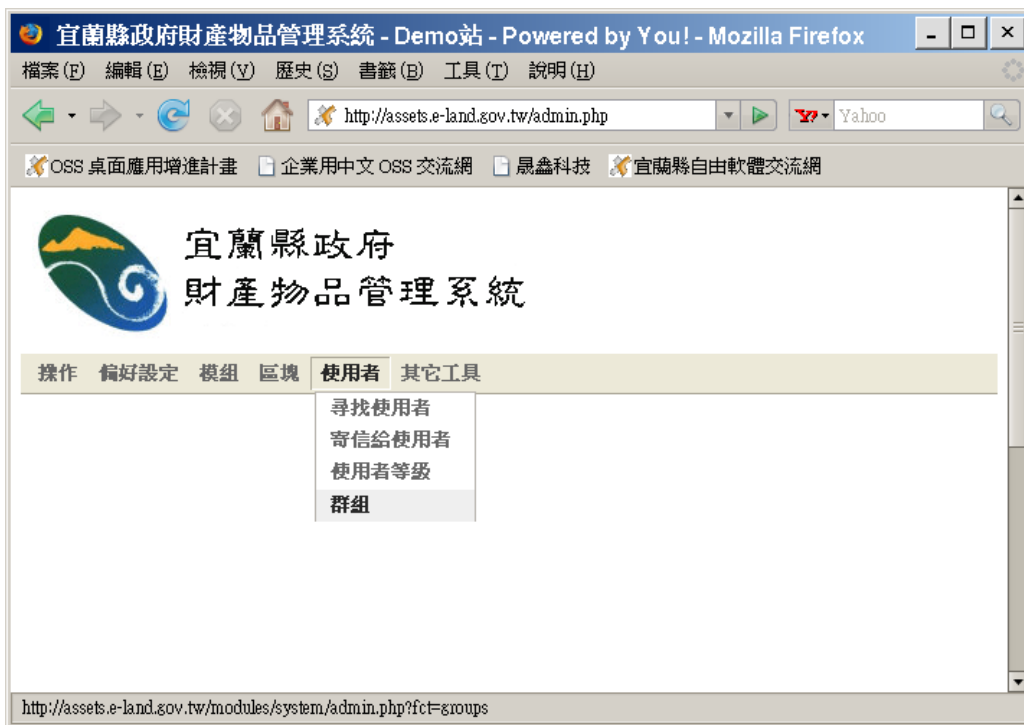 宜蘭縣政府財產物品管理系統 - Demo站 - Powered by You! - Mozilla Firefox
檔案(F) 編輯(E) 檢視(V) 歷史(S) 書籤(B) 工具(T) 說明(H)
http://assets.e-land.gov.tw/admin.php Yahoo
OSS 桌面應用增進計畫 企業用中文 OSS 交流網 晟鑫科技 宜蘭縣自由軟體交流網
宜蘭縣政府
財產物品管理系統
操作 偏好設定 模組 區塊 使用者 其它工具
尋找使用者
寄信給使用者
使用者等級
群組
http://assets.e-land.gov.tw/modules/system/admin.php?fct=groups